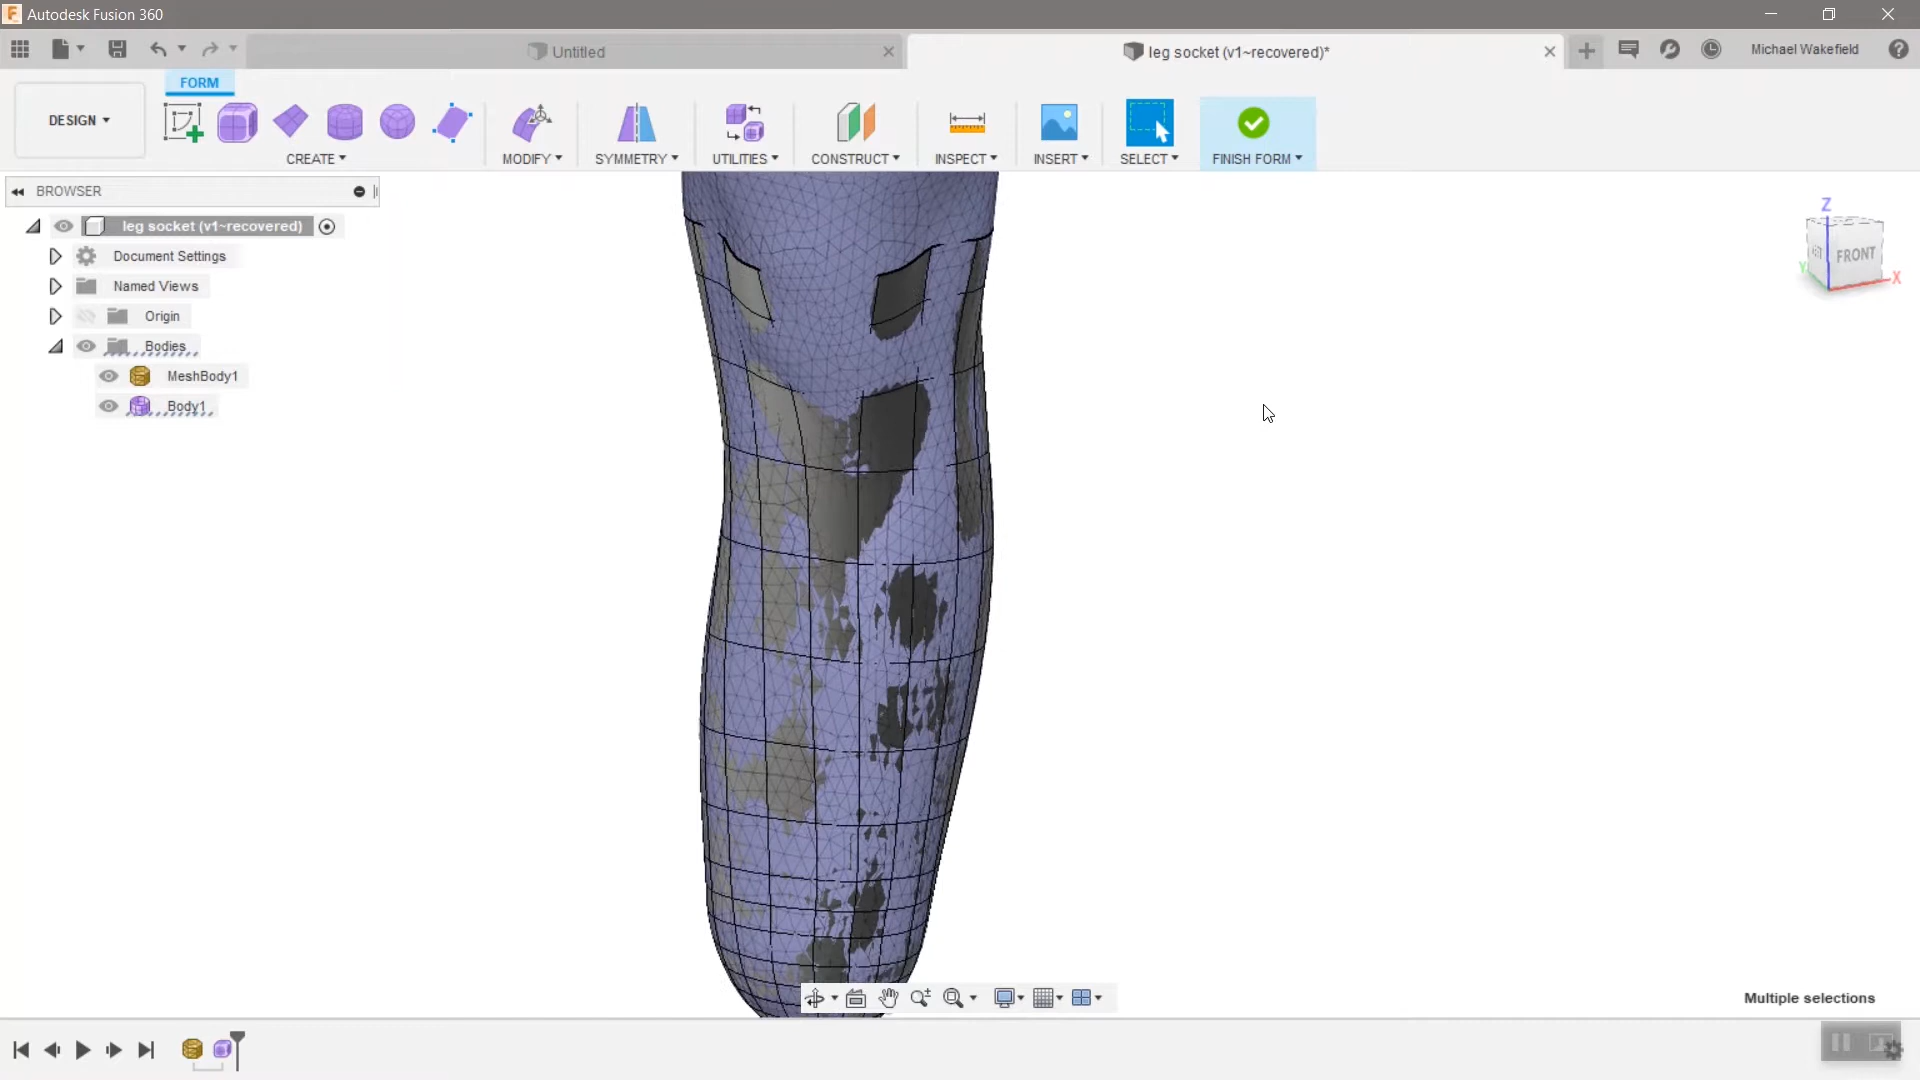 Autodesk Fusion 360
Untitled
leg socket (v1~recovered)*
Michael Wakefield
FORM
DESIGN
CREATE
MODIFY
SYMMETRY
UTILITIES
CONSTRUCT
INSPECT
INSERT
SELECT
FINISH FORM
BROWSER
leg socket (v1~recovered)
Document Settings
Named Views
Origin
Bodies
MeshBody1
Body1
Z
FRONT
Y
X
Multiple selections